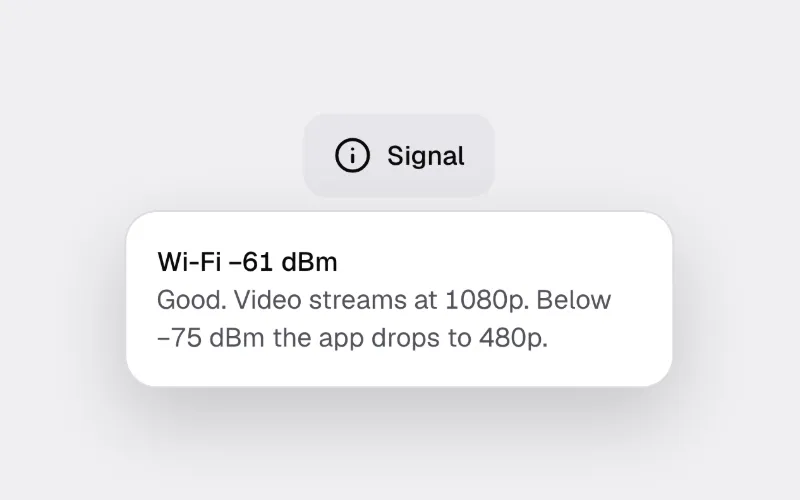 Signal
Wi-Fi –61 dBm
Good. Video streams at 1080p. Below
–75 dBm the app drops to 480p.